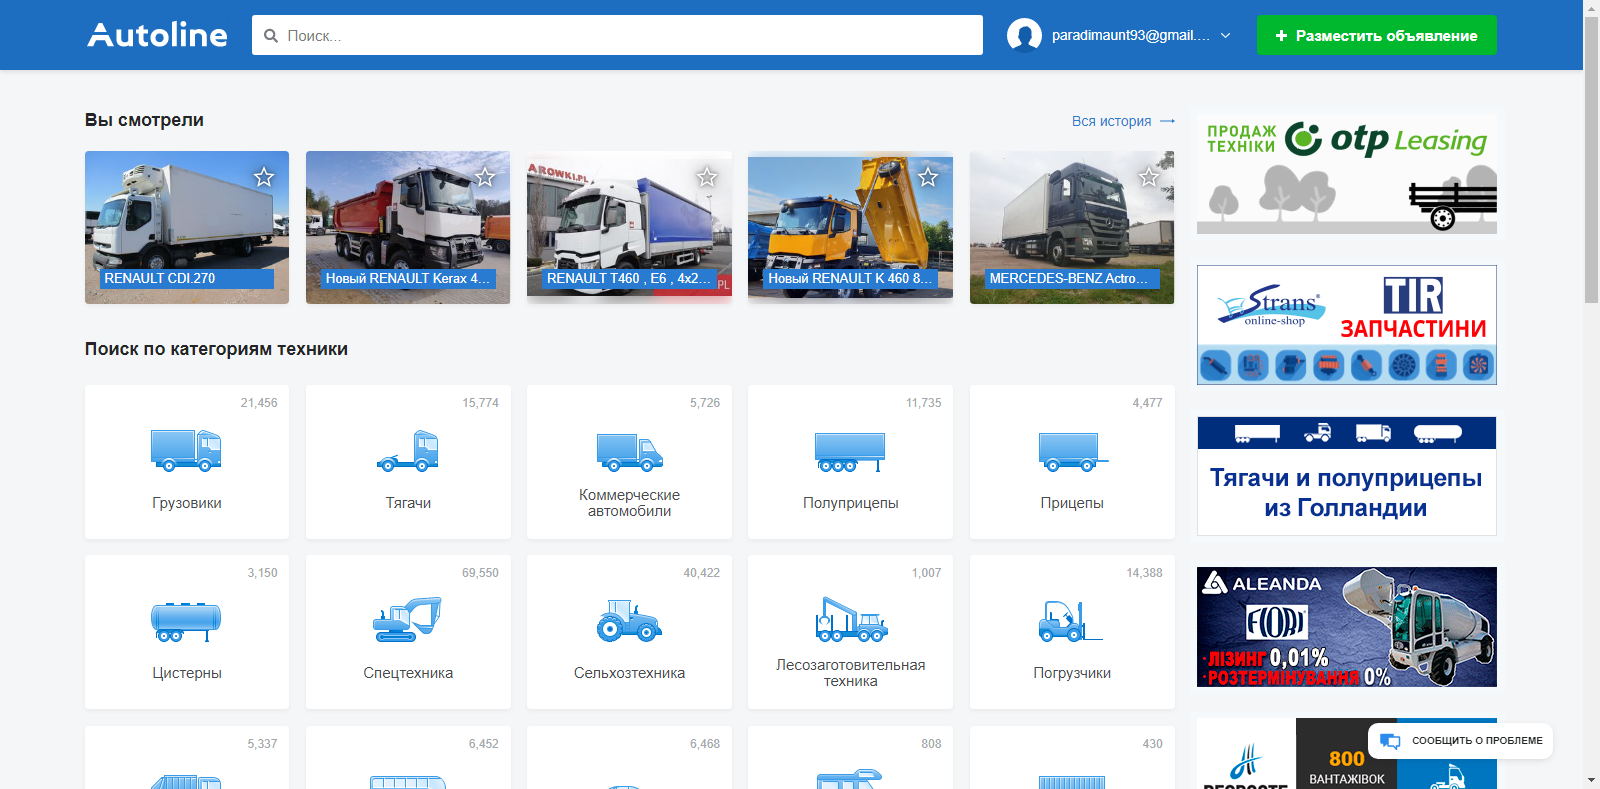 Autoline
Поиск...
paradimaunt93@gmail....
+ Разместить объявление
Вы смотрели
Вся история →
RENAULT CDI.270
Новый RENAULT Kerax 4...
AROWKI.PL
RENAULT T460 , E6 , 4x2...
PL
Новый RENAULT K 460 8...
MERCEDES-BENZ Actro...
Поиск по категориям техники
21,456
Грузовики
15,774
Тягачи
5,726
Коммерческие
автомобили
11,735
Полуприцепы
4,477
Прицепы
3,150
Цистерны
69,550
Спецтехника
40,422
Сельхозтехника
1,007
Лесозаготовительная
техника
14,388
Погрузчики
5,337
6,452
6,468
808
430
ПРОДАЖ
ТЕХНІКИ
otp Leasing
Strans®
online-shop
TIR
ЗАПЧАСТИНИ
Тягачи и полуприцепы
из Голландии
ALEANDA
FIORI
·ЛІЗИНГ 0,01%
·РОЗТЕРМІНУВАННЯ 0%
800
ВАНТАЖІВОК
СООБЩИТЬ О ПРОБЛЕМЕ